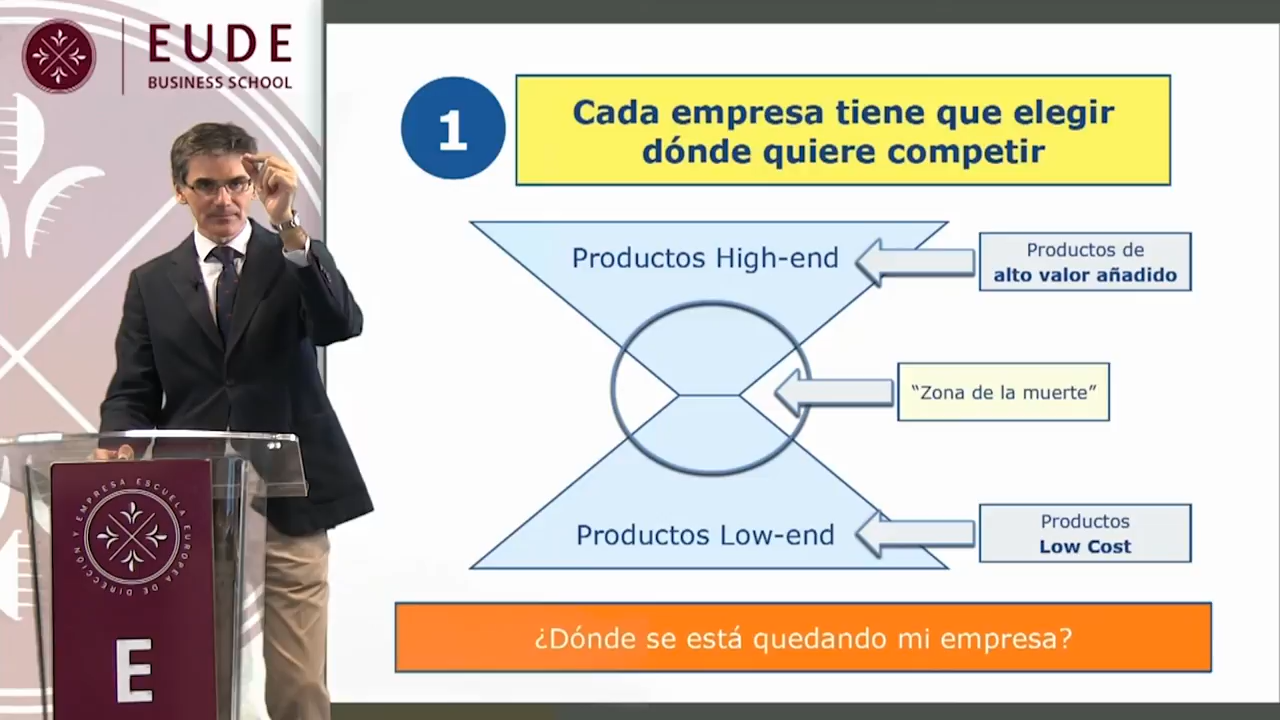 EUDE
BUSINESS SCHOOL
1
Cada empresa tiene que elegir
dónde quiere competir
Productos High-end
Productos de
alto valor añadido
“Zona de la muerte”
Productos Low-end
Productos
Low Cost
¿Dónde se está quedando mi empresa?
ESCUELA EUROPEA DE DIRECCIÓN Y EMPRESA
E